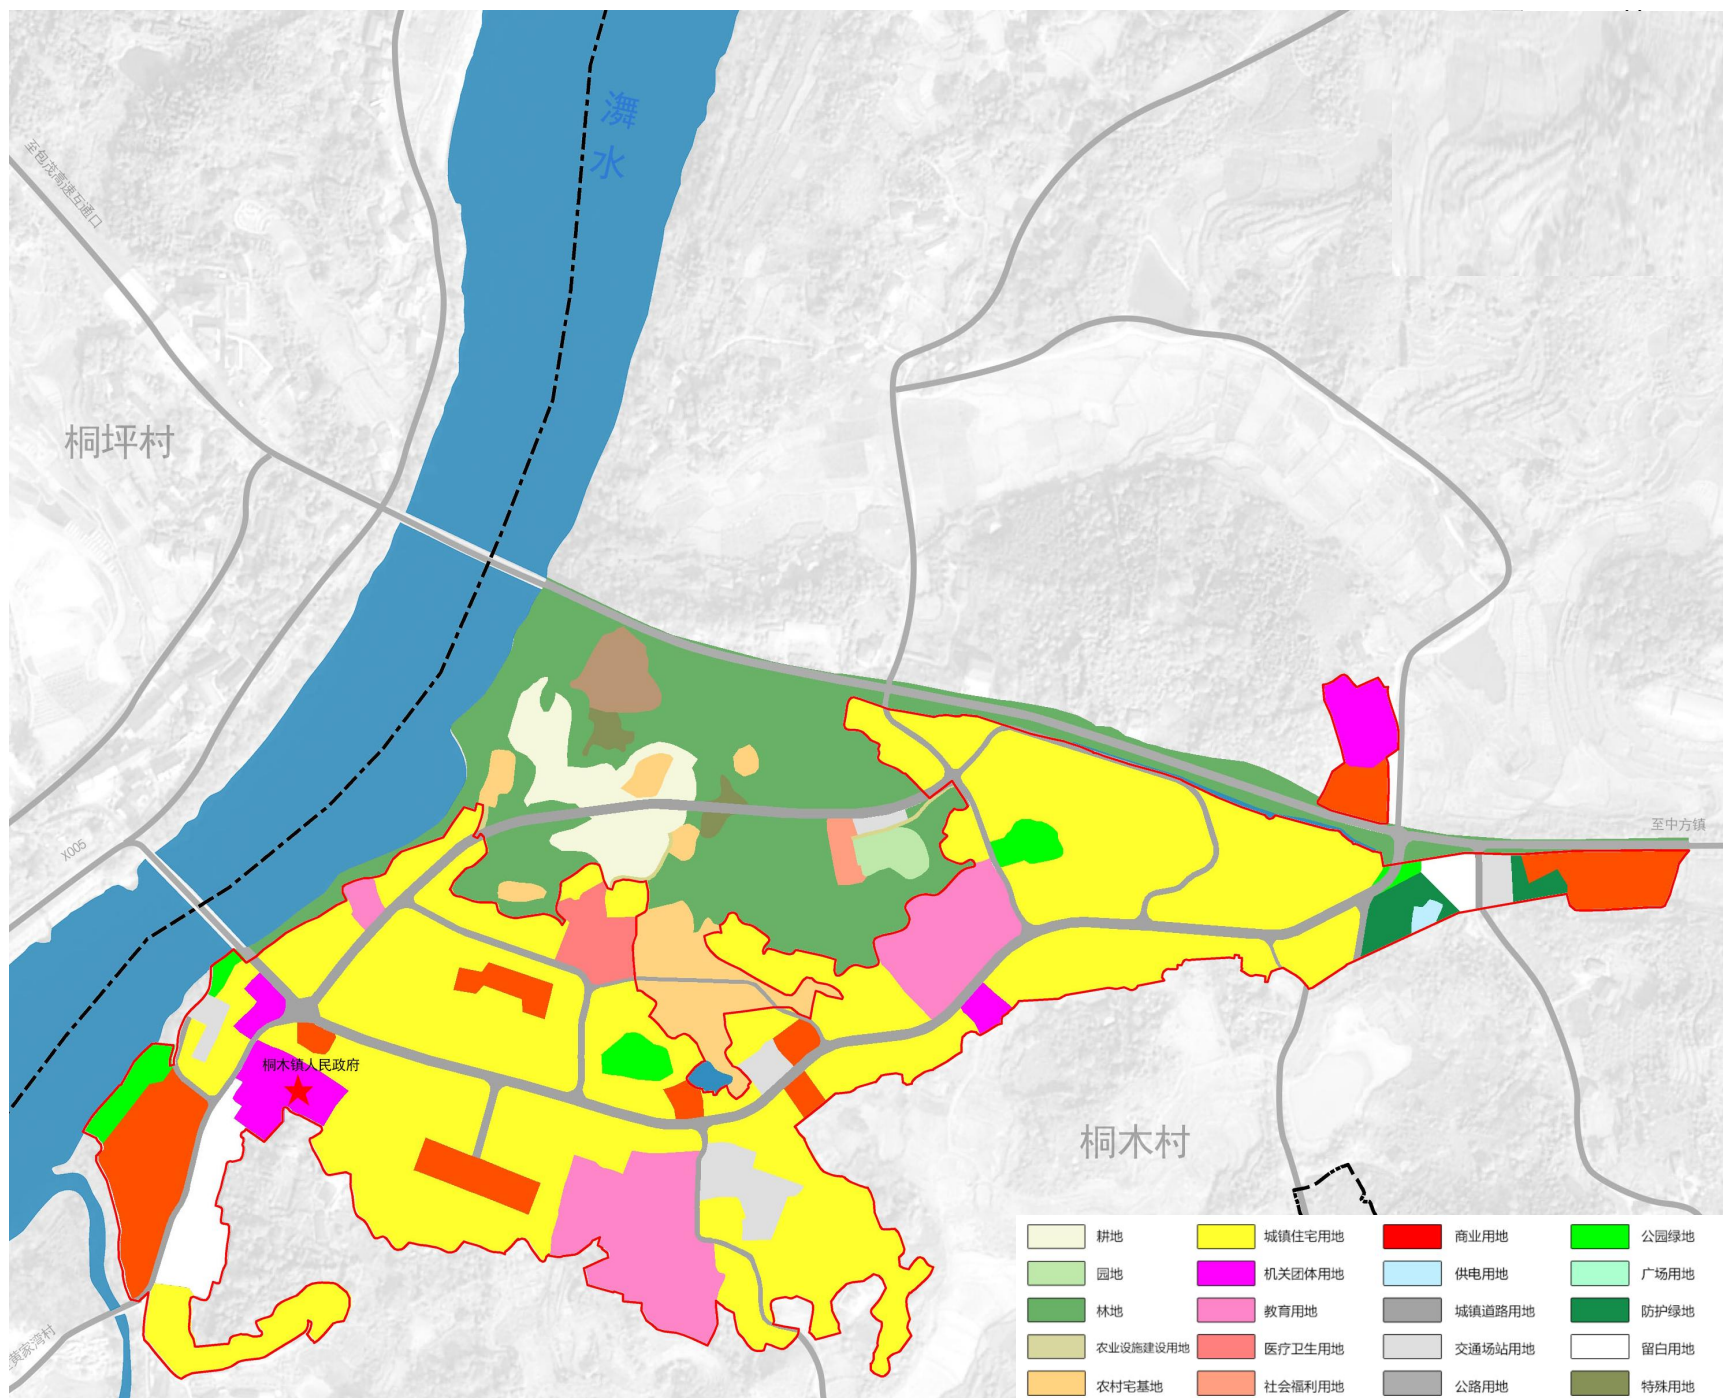 潕
水
至包茂高速互通口
桐坪村
至中方镇
X005
桐木镇人民政府
桐木村
至黄家湾村
耕地
城镇住宅用地
商业用地
公园绿地
园地
机关团体用地
供电用地
广场用地
林地
教育用地
城镇道路用地
防护绿地
农业设施建设用地
医疗卫生用地
交通场站用地
留白用地
农村宅基地
社会福利用地
公路用地
特殊用地